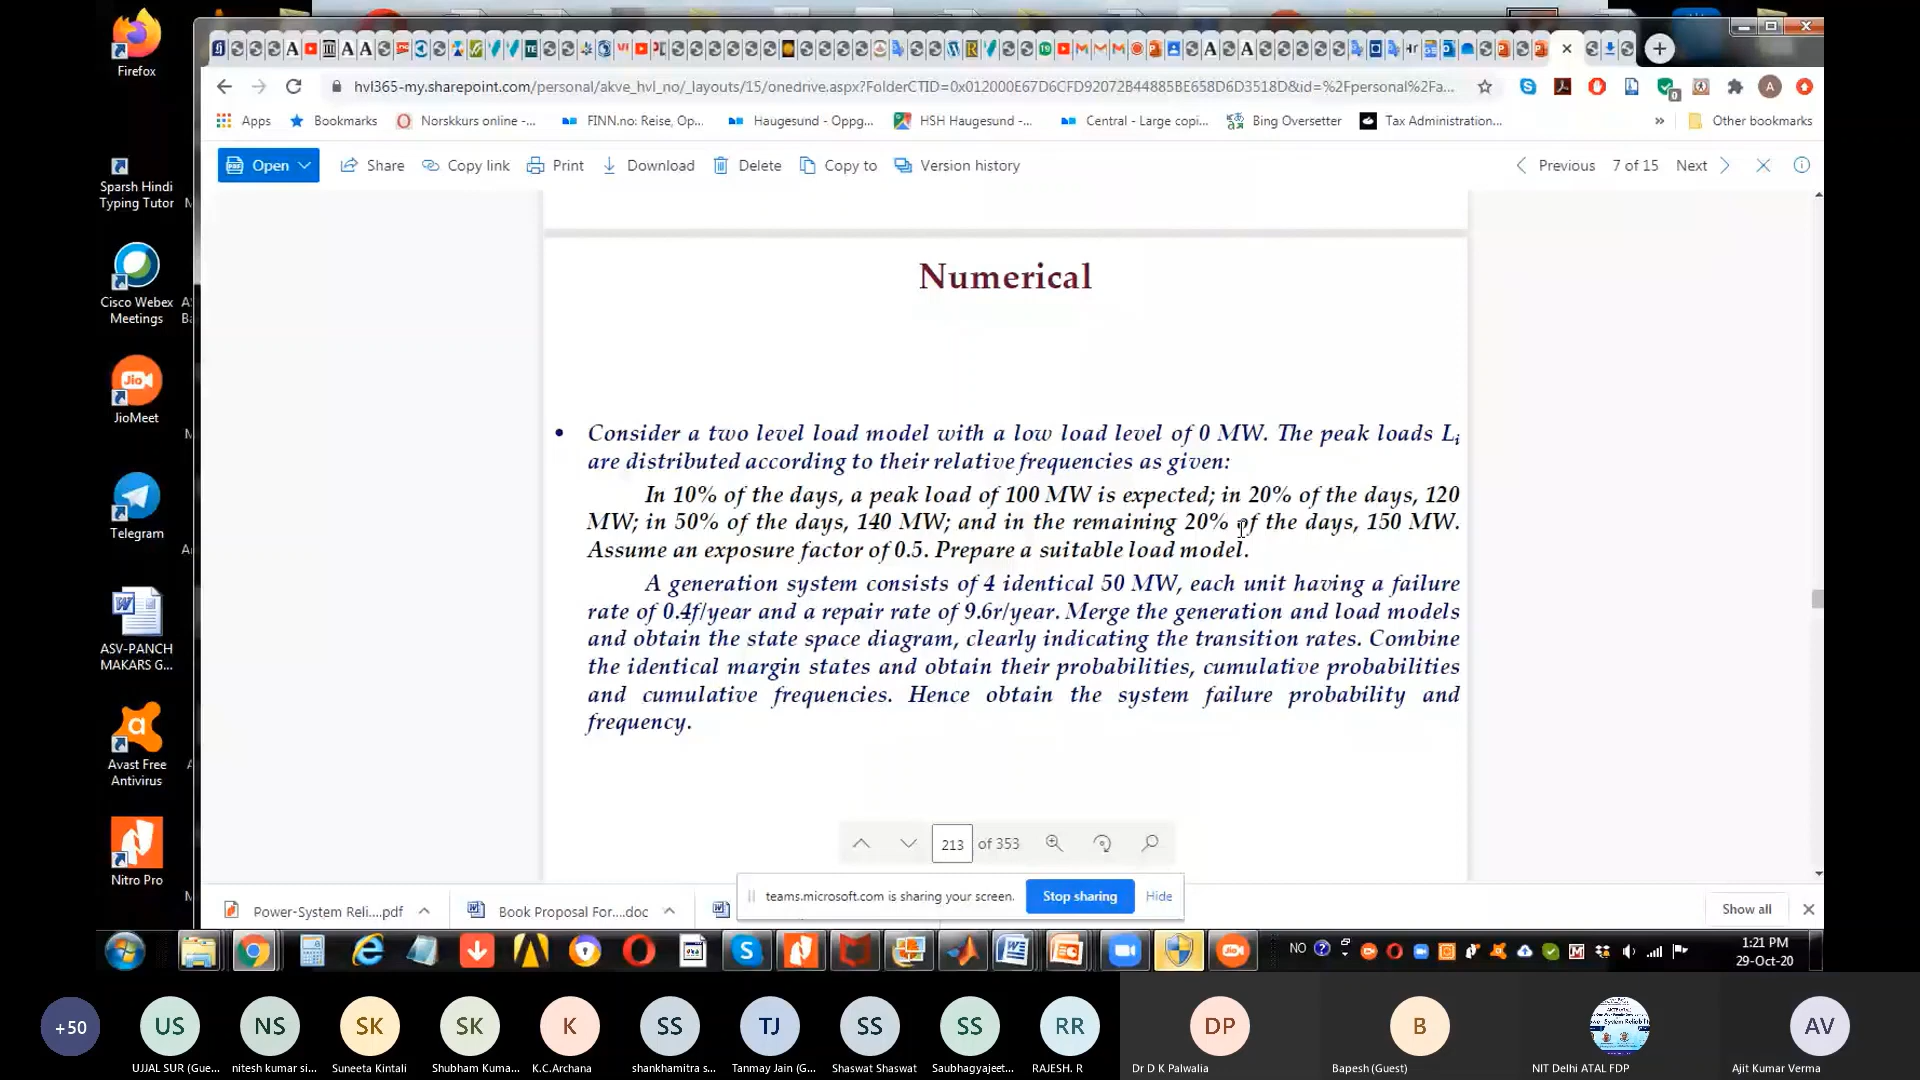 Firefox
Sparsh Hindi
Typing Tutor
Cisco Webex
Meetings
JioMeet
Telegram
ASV-PANCH
MAKARS G...
Avast Free
Antivirus
Nitro Pro
hvl365-my.sharepoint.com/personal/akve_hvl_no/_layouts/15/onedrive.aspx?FolderCTID=0x012000E67D6CFD92072B44885BE658D6D3518D&id=%2Fpersonal%2Fa...
Apps Bookmarks Norskkurs online -... FINN.no: Reise, Op... Haugesund - Oppg... HSH Haugesund -... Central - Large copi... Bing Oversetter Tax Administration... » Other bookmarks
Open Share Copy link Print Download Delete Copy to Version history Previous 7 of 15 Next
Numerical
• Consider a two level load model with a low load level of 0 MW. The peak loads Li
are distributed according to their relative frequencies as given:
In 10% of the days, a peak load of 100 MW is expected; in 20% of the days, 120
MW; in 50% of the days, 140 MW; and in the remaining 20% of the days, 150 MW.
Assume an exposure factor of 0.5. Prepare a suitable load model.
A generation system consists of 4 identical 50 MW, each unit having a failure
rate of 0.4f/year and a repair rate of 9.6r/year. Merge the generation and load models
and obtain the state space diagram, clearly indicating the transition rates. Combine
the identical margin states and obtain their probabilities, cumulative probabilities
and cumulative frequencies. Hence obtain the system failure probability and
frequency.
213 of 353
teams.microsoft.com is sharing your screen. Stop sharing Hide
Power-System Reli....pdf Book Proposal For....doc Show all
NO 1:21 PM
29-Oct-20
+50 US NS SK SK K SS TJ SS SS RR DP B AV
UJJAL SUR (Gue... nitesh kumar si... Suneeta Kintali Shubham Kuma... K.C.Archana shankhamitra s... Tanmay Jain (G... Shaswat Shaswat Saubhagyajeet... RAJESH. R Dr D K Palwalia Bapesh(Guest) NIT Delhi ATAL FDP Ajit Kumar Verma